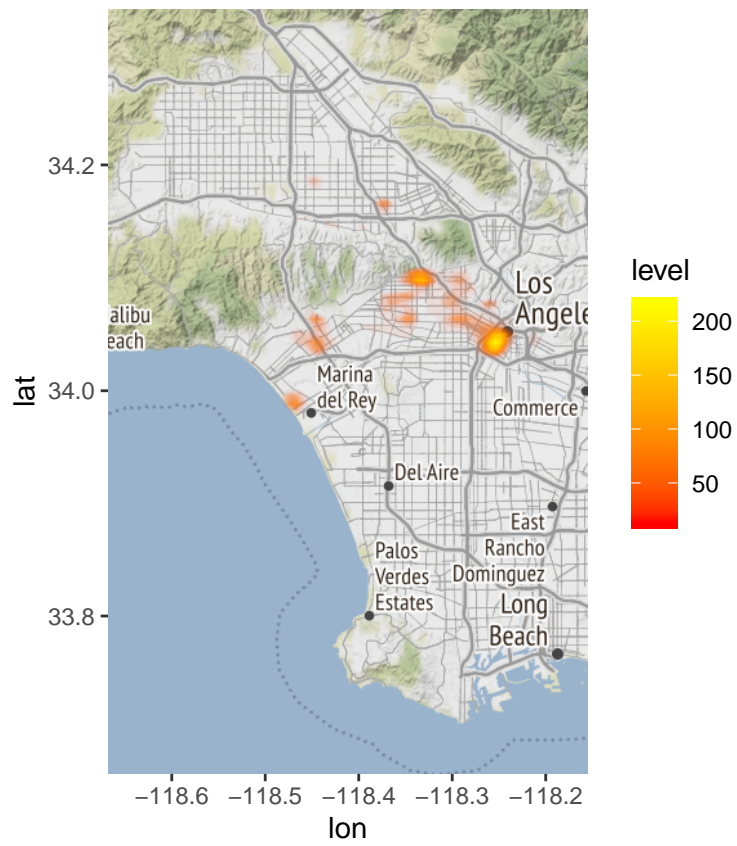 34.2
34.0
33.8
lat
Los
Angele
alibu
each
Marina
del Rey
Commerce
Del Aire
East
Rancho
Dominguez
Palos
Verdes
Estates
Long
Beach
−118.6
−118.5
−118.4
−118.3
−118.2
lon
level
200
150
100
50